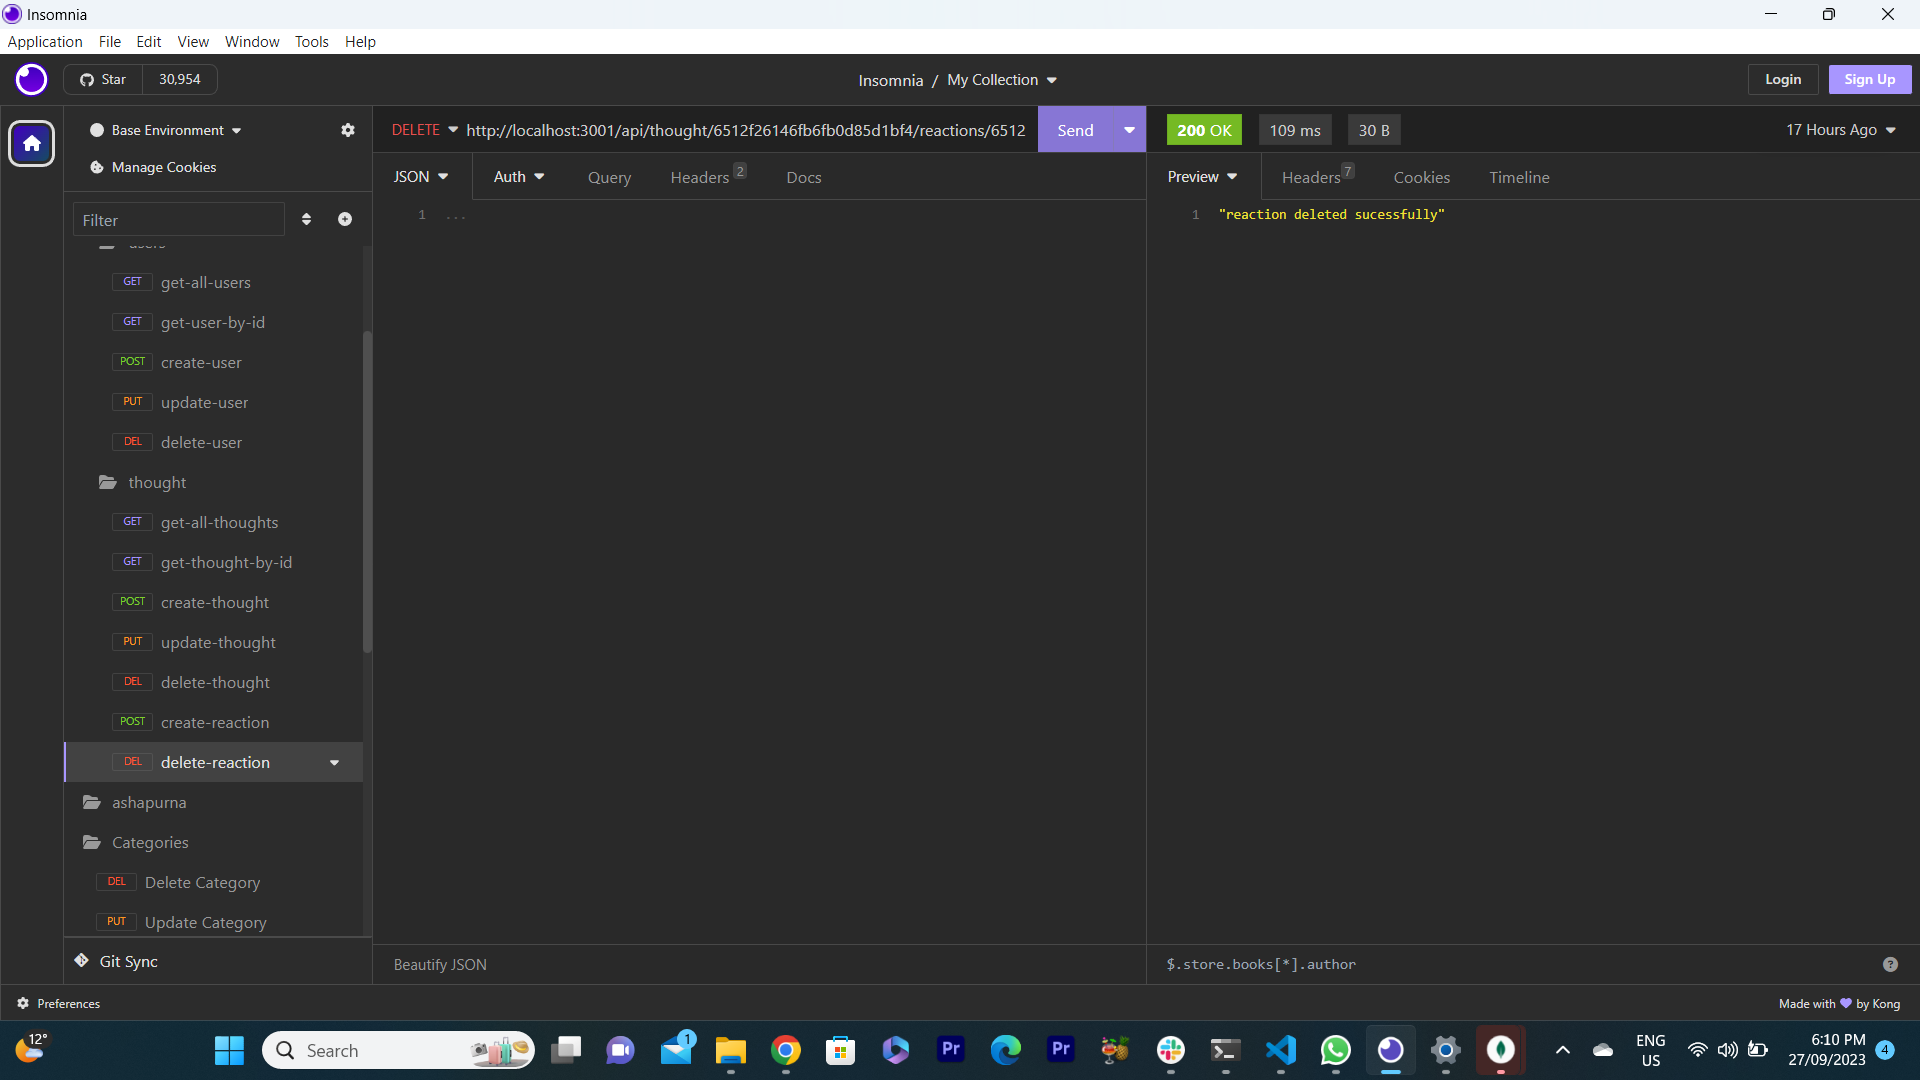 Insomnia
Application File Edit View Window Tools Help
Star 30,954
Insomnia / My Collection
Login Sign Up
Base Environment
Manage Cookies
Filter
users
GET get-all-users
GET get-user-by-id
POST create-user
PUT update-user
DEL delete-user
thought
GET get-all-thoughts
GET get-thought-by-id
POST create-thought
PUT update-thought
DEL delete-thought
POST create-reaction
DEL delete-reaction
ashapurna
Categories
DEL Delete Category
PUT Update Category
Git Sync
DELETE http://localhost:3001/api/thought/6512f26146fb6fb0d85d1bf4/reactions/6512 Send
JSON Auth Query Headers 2 Docs
1 ...
Beautify JSON
200 OK 109 ms 30 B 17 Hours Ago
Preview Headers 7 Cookies Timeline
1 "reaction deleted sucessfully"
$.store.books[*].author
Preferences
Made with by Kong
12°
Search
1
Pr
Pr
ENG
US
6:10 PM
27/09/2023
4